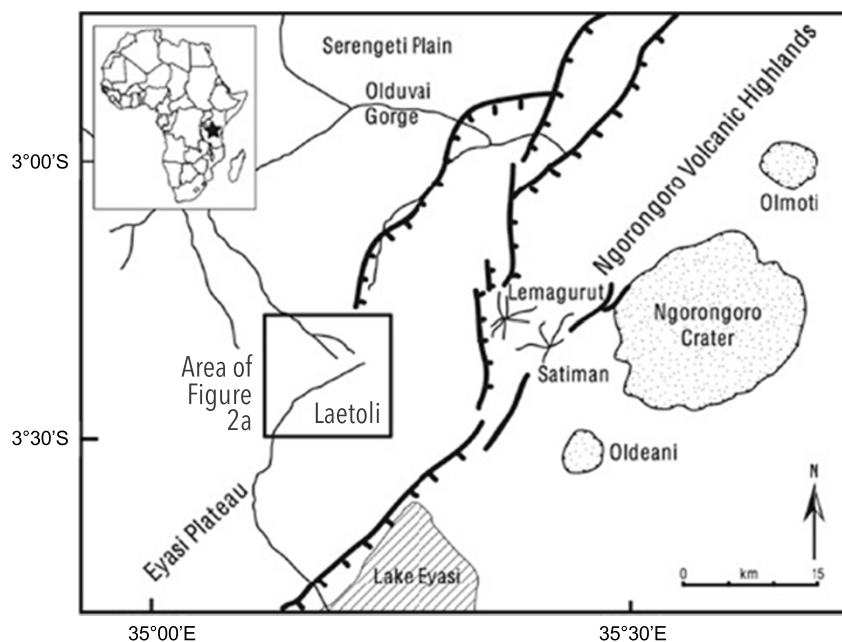 Serengeti Plain
Olduvai
Gorge
Ngorongoro Volcanic Highlands
3°00'S
Olmoti
Lemagurut
Ngorongoro
Crater
Area of
Figure
2a
Satiman
Laetoli
3°30'S
Oldeani
N
Eyasi Plateau
Lake Eyasi
0 km 15
35°00'E
35°30'E